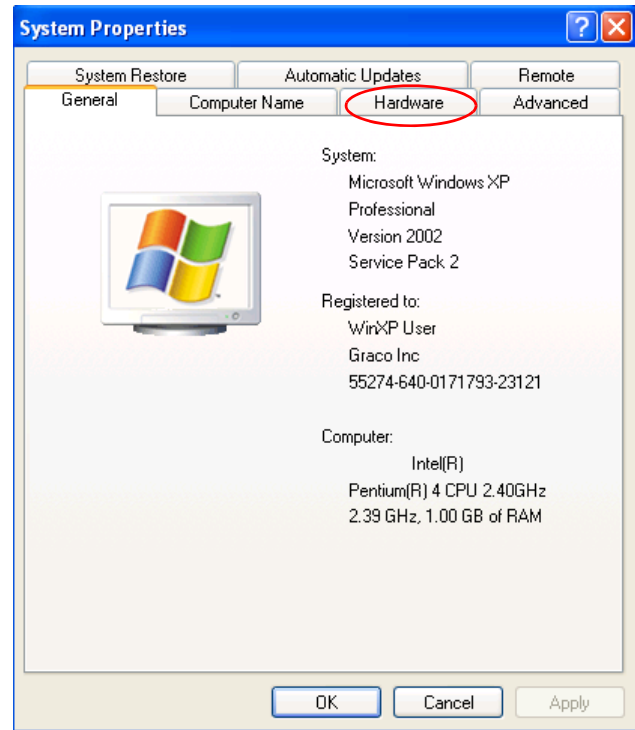 System Properties
System Restore Automatic Updates Remote
General Computer Name Hardware Advanced
System:
Microsoft Windows XP
Professional
Version 2002
Service Pack 2
Registered to:
WinXP User
Graco Inc
55274-640-0171793-23121
Computer:
Intel(R)
Pentium(R) 4 CPU 2.40GHz
2.39 GHz, 1.00 GB of RAM
OK Cancel Apply